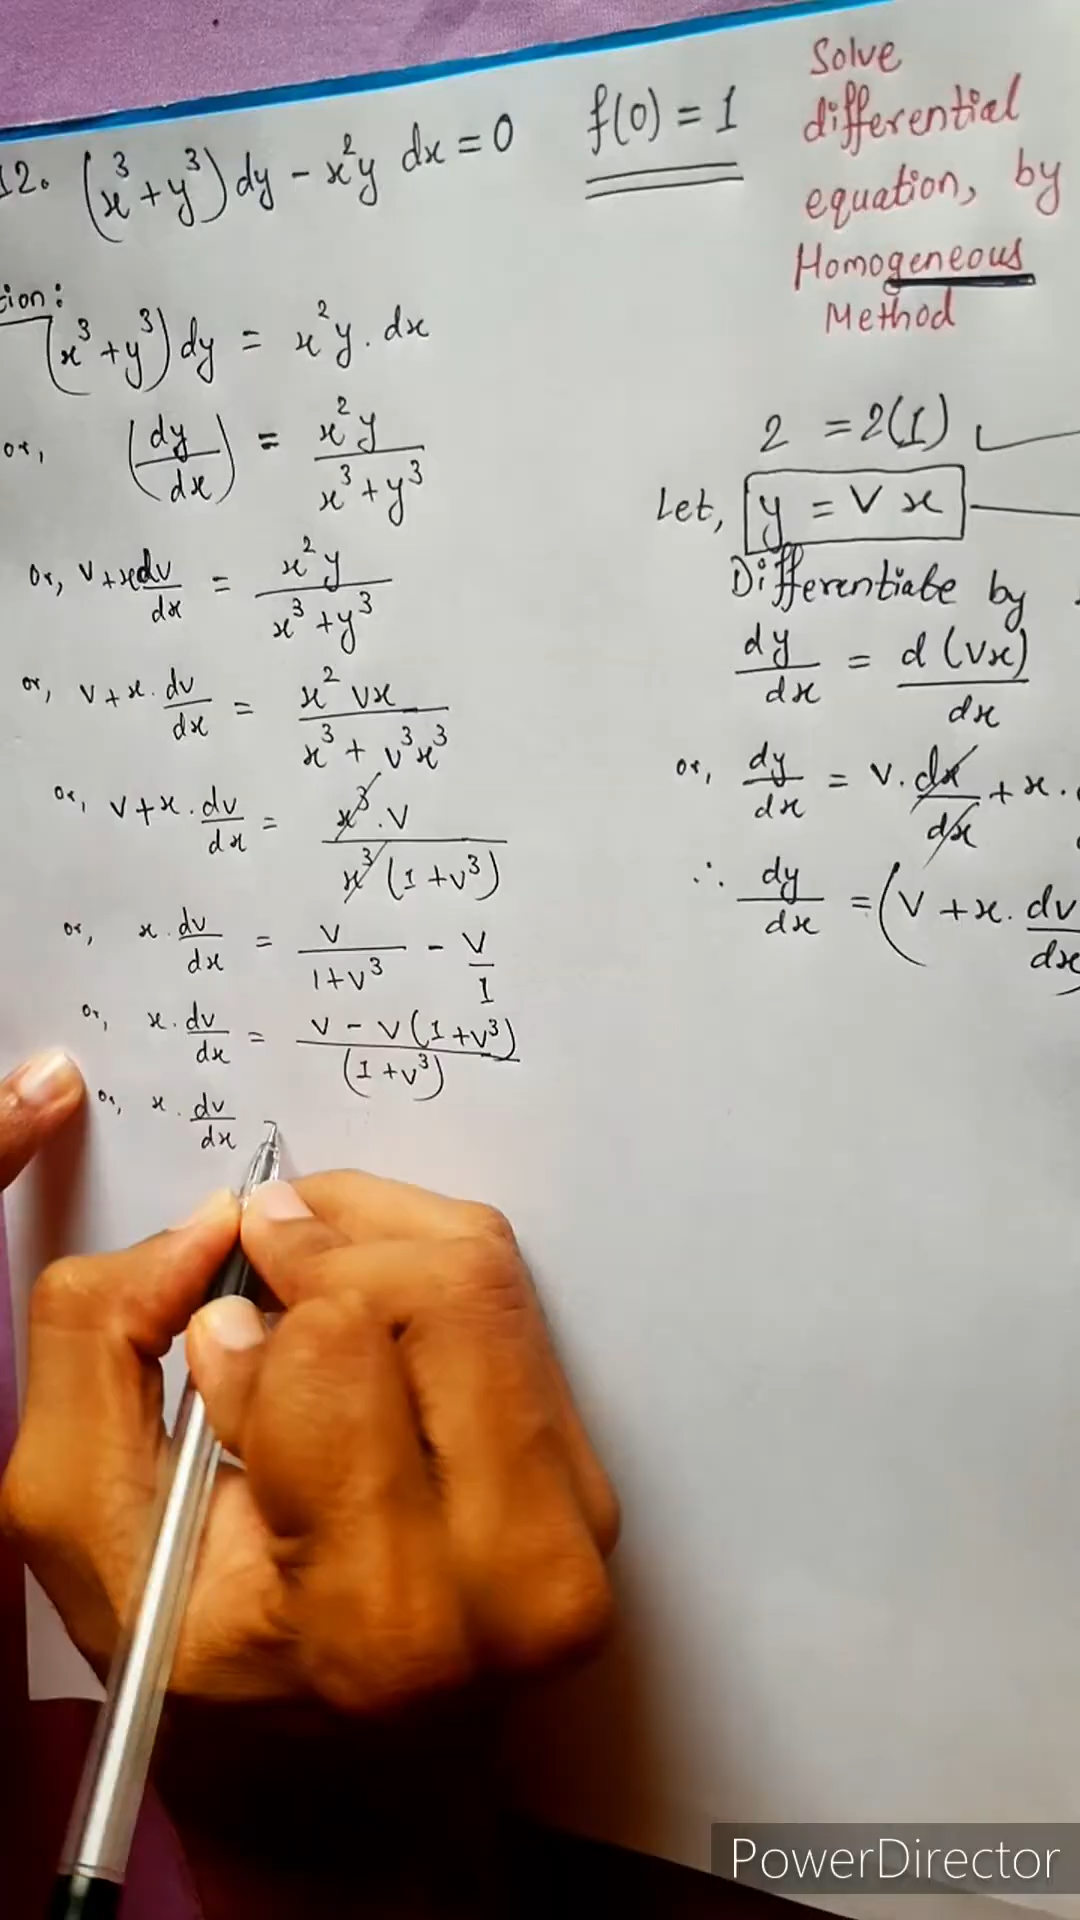 12. (x³ + y³) dy - x²y dx = 0 f(0) = 1
Solve
differential
equation, by
Homogeneous
Method
tion:
(x³ + y³) dy = x²y . dx
or, (dy/dx) = x²y / x³ + y³
or, v + x dv/dx = x²y / x³ + y³
or, v + x . dv/dx = x² vx / x³ + v³x³
or, v + x . dv/dx = x³ . v / x³ (1 + v³)
or, x . dv/dx = v / 1 + v³ - v/1
or, x . dv/dx = v - v (1 + v³) / (1 + v³)
or, x . dv/dx
2 = 2(1)
Let, y = v x
Differentiate by
dy/dx = d (vx) / dx
or, dy/dx = v . dx/dx + x .
∴ dy/dx = (v + x . dv/dx)
PowerDirector